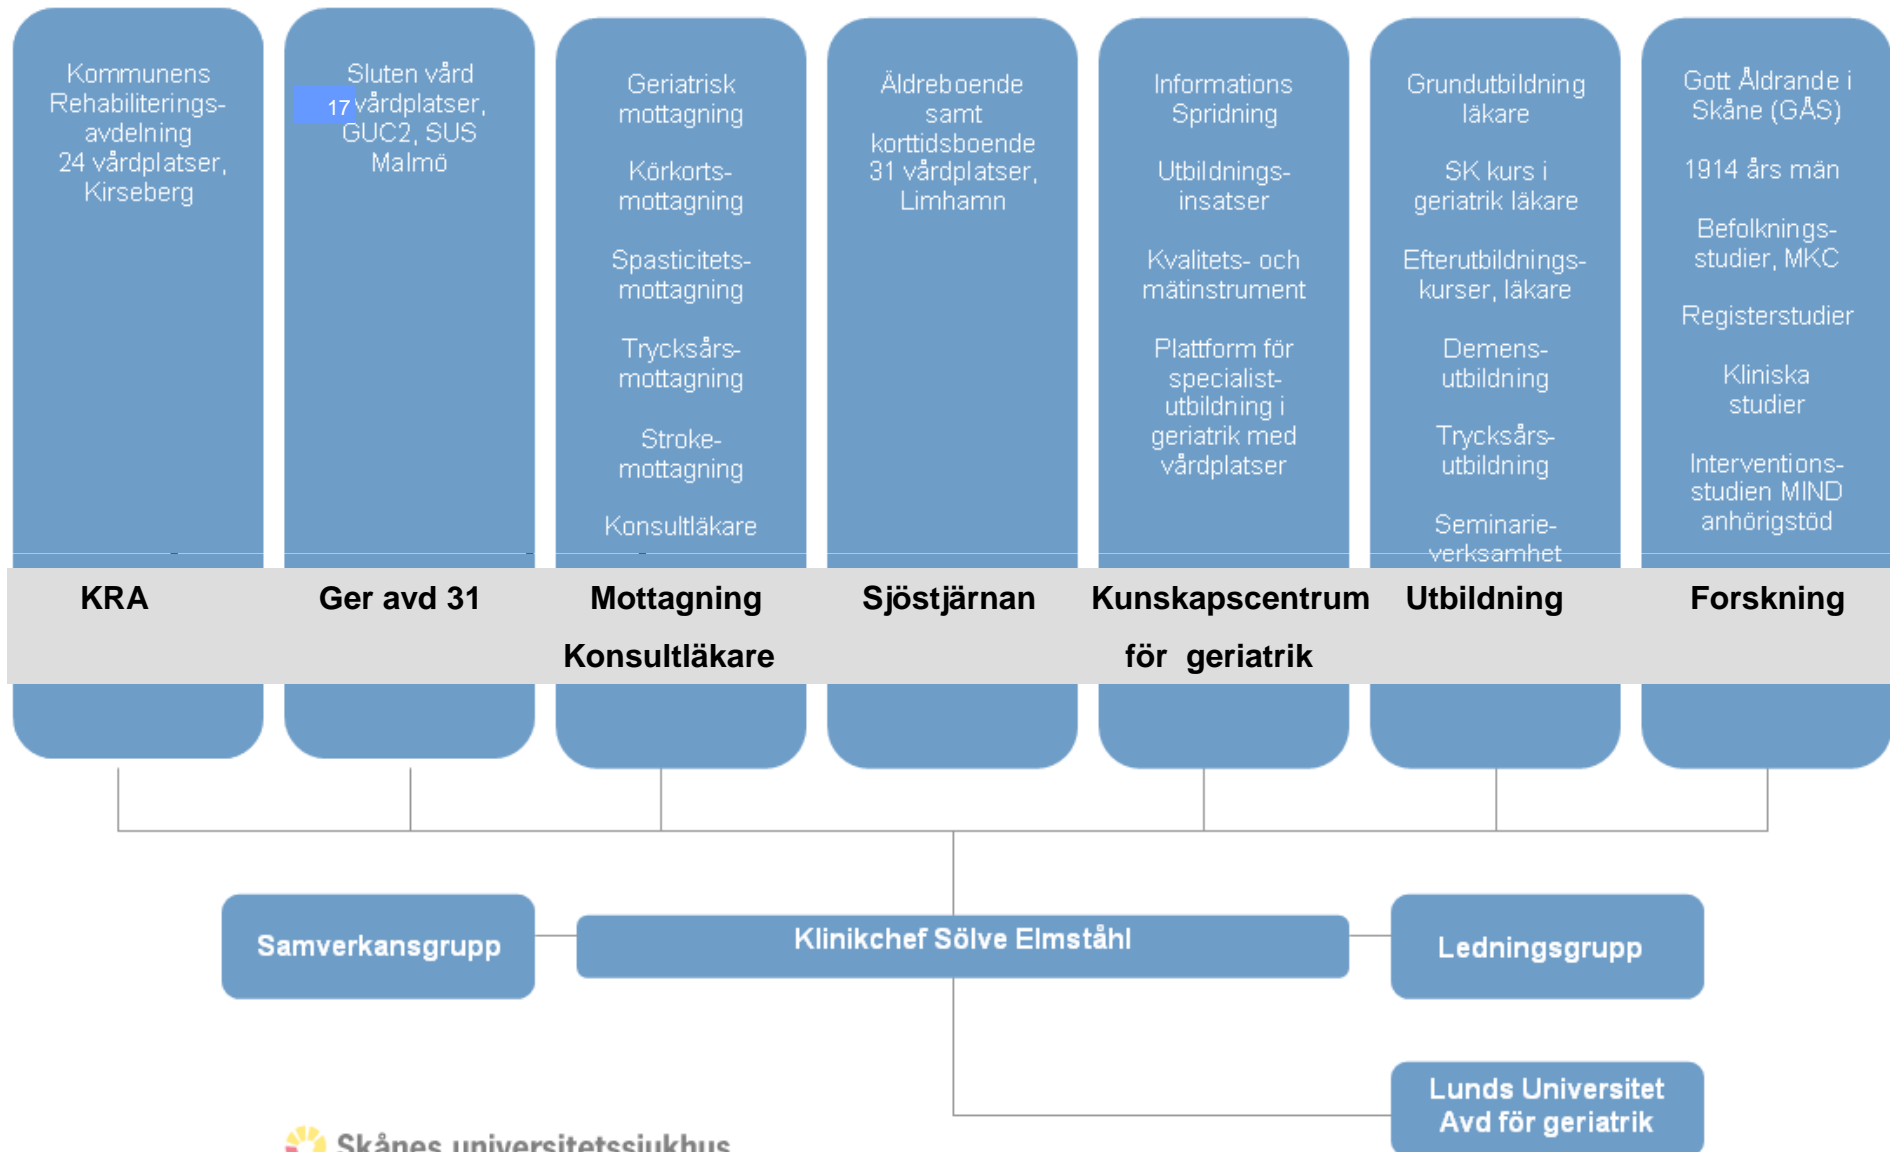 Kommunens
Rehabiliterings-
avdelning
24 vårdplatser,
Kirseberg
Sluten vård
17 vårdplatser,
GUC2, SUS
Malmö
Geriatrisk
mottagning
Körkorts-
mottagning
Spasticitets-
mottagning
Trycksårs-
mottagning
Stroke-
mottagning
Konsultläkare
Äldreboende
samt
korttidsboende
31 vårdplatser,
Limhamn
Informations
Spridning
Utbildnings-
insatser
Kvalitets- och
mätinstrument
Plattform för
specialist-
utbildning i
geriatrik med
vårdplatser
Grundutbildning
läkare
SK kurs i
geriatrik läkare
Efterutbildnings-
kurser, läkare
Demens-
utbildning
Trycksårs-
utbildning
Seminarie-
verksamhet
Gott Åldrande i
Skåne (GÅS)
1914 års män
Befolknings-
studier, MKC
Registerstudier
Kliniska
studier
Interventions-
studien MIND
anhörigstöd
KRA
Ger avd 31
Mottagning
Konsultläkare
Sjöstjärnan
Kunskapscentrum
för geriatrik
Utbildning
Forskning
Samverkansgrupp
Klinikchef Sölve Elmståhl
Ledningsgrupp
Lunds Universitet
Avd för geriatrik
Skånes universitetssjukhus